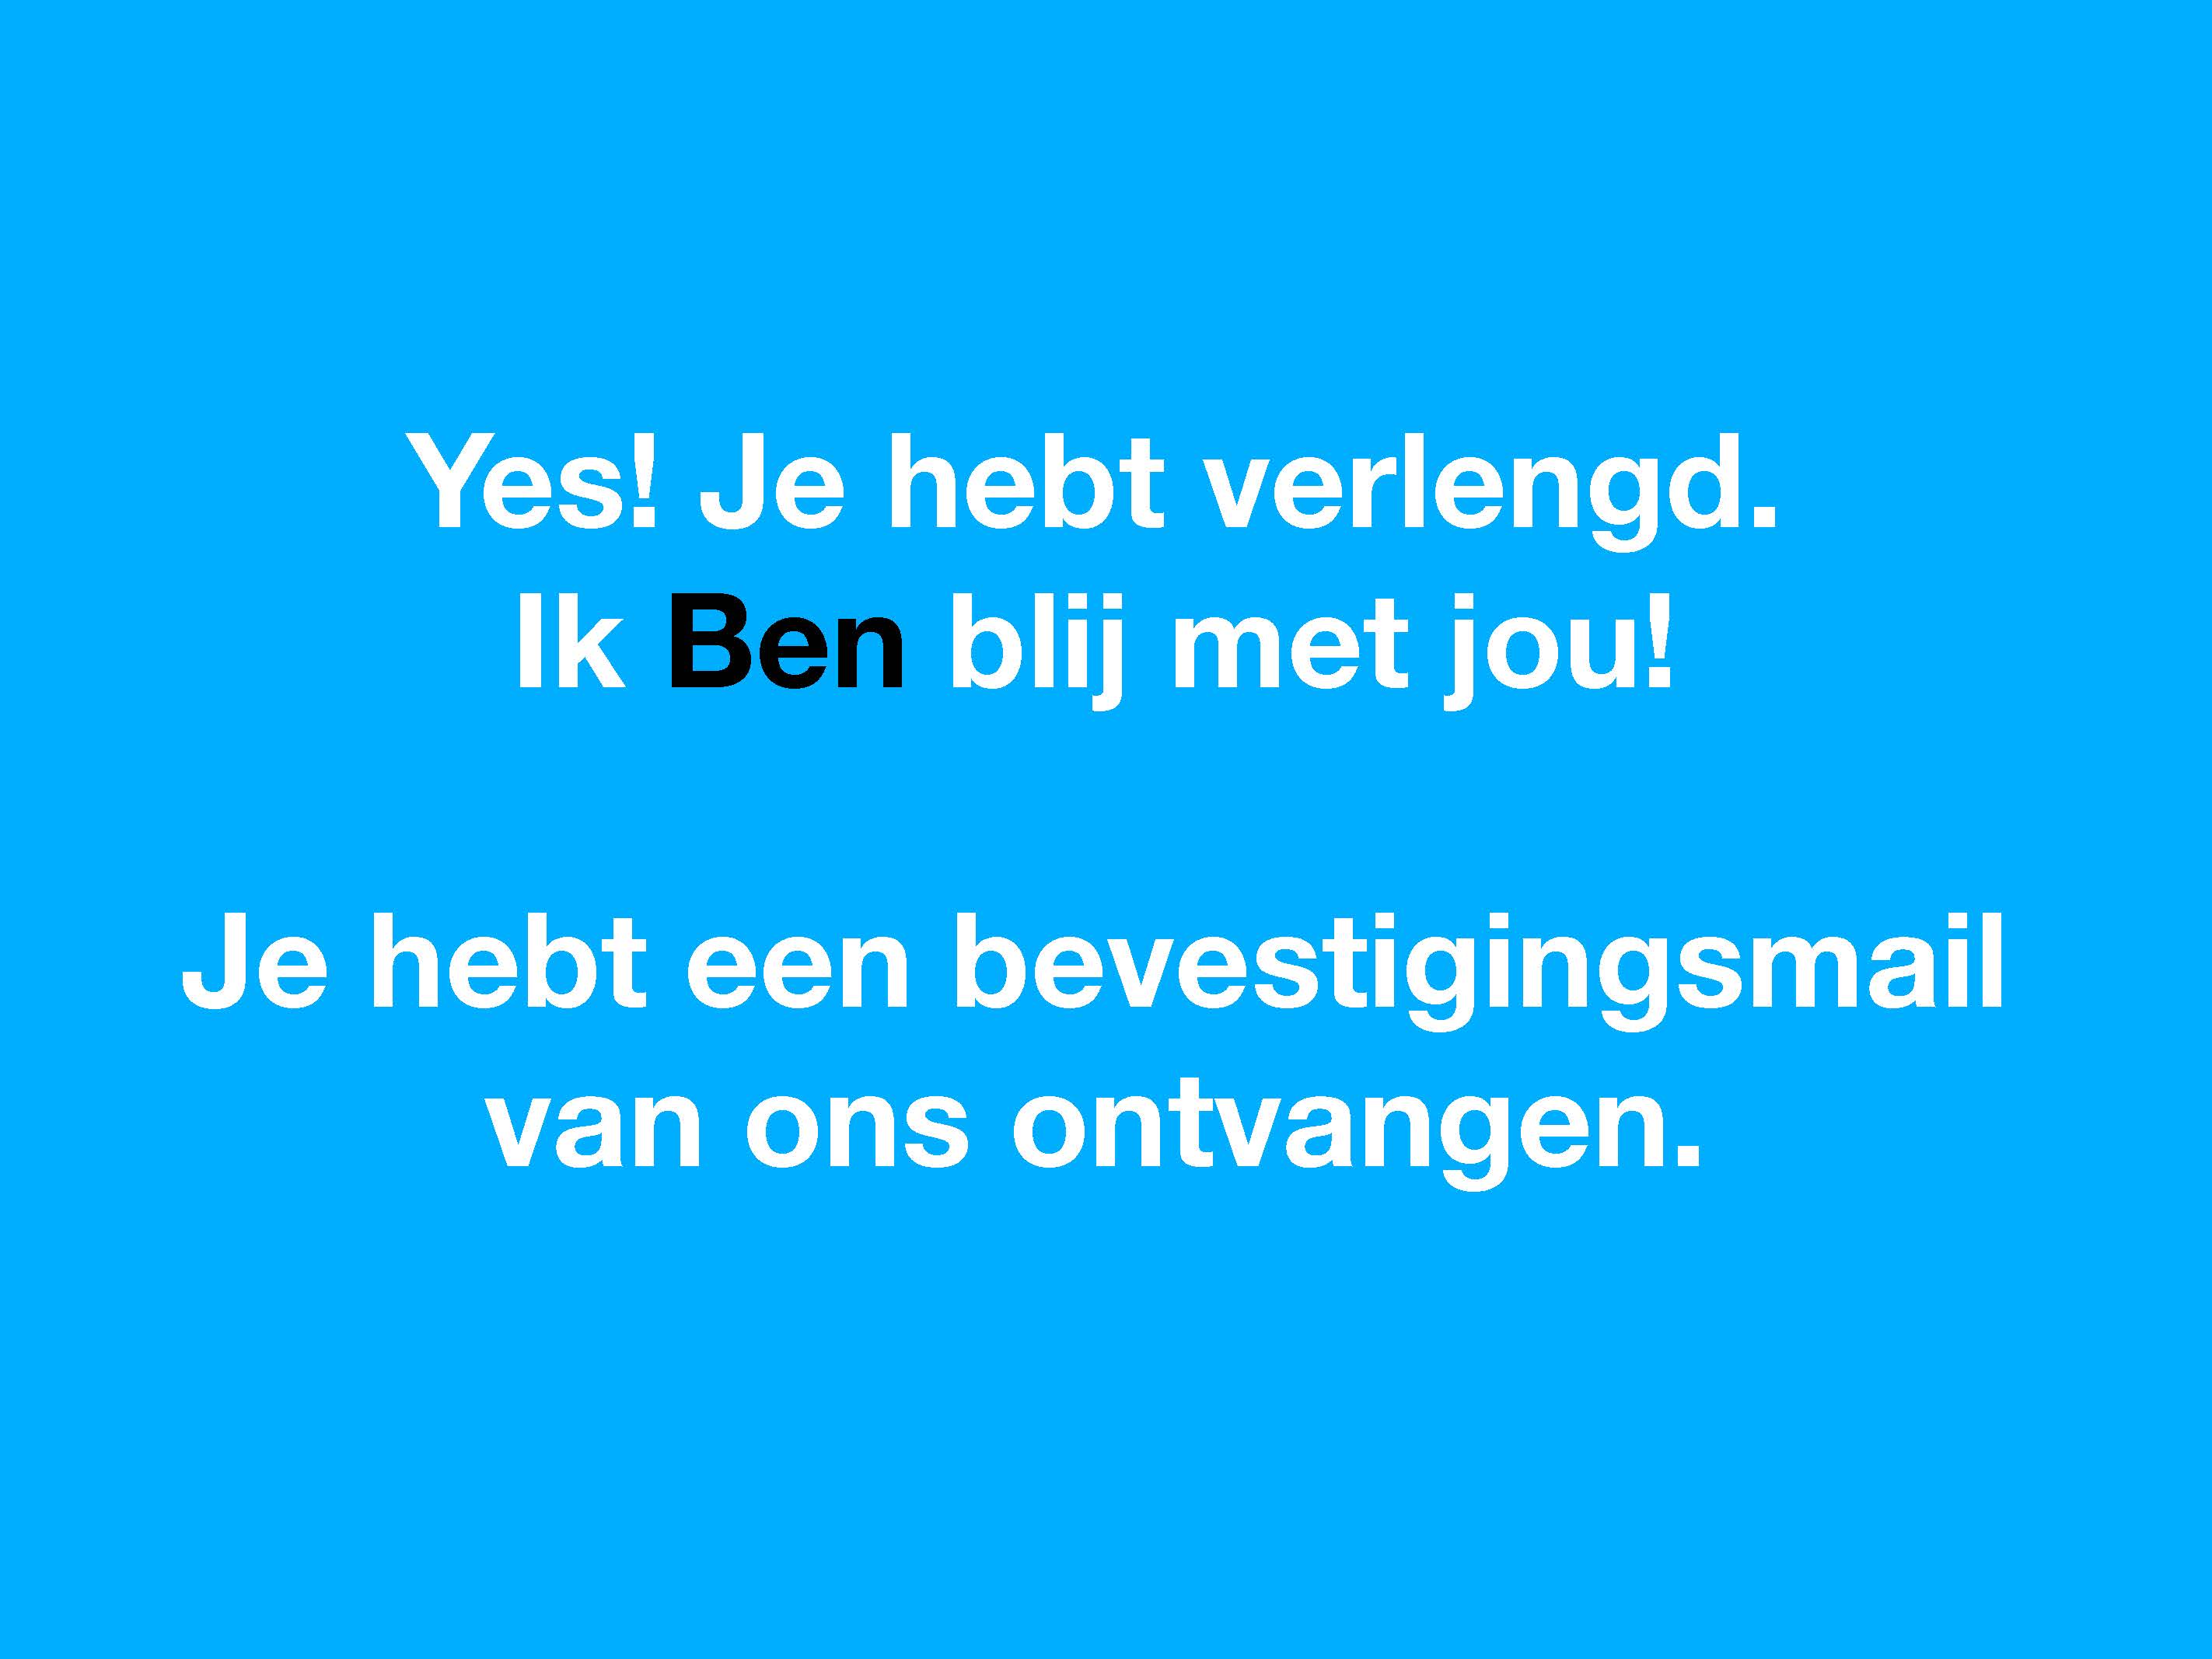 Yes! Je hebt verlengd.
Ik Ben blij met jou!
Je hebt een bevestigingsmail
van ons ontvangen.